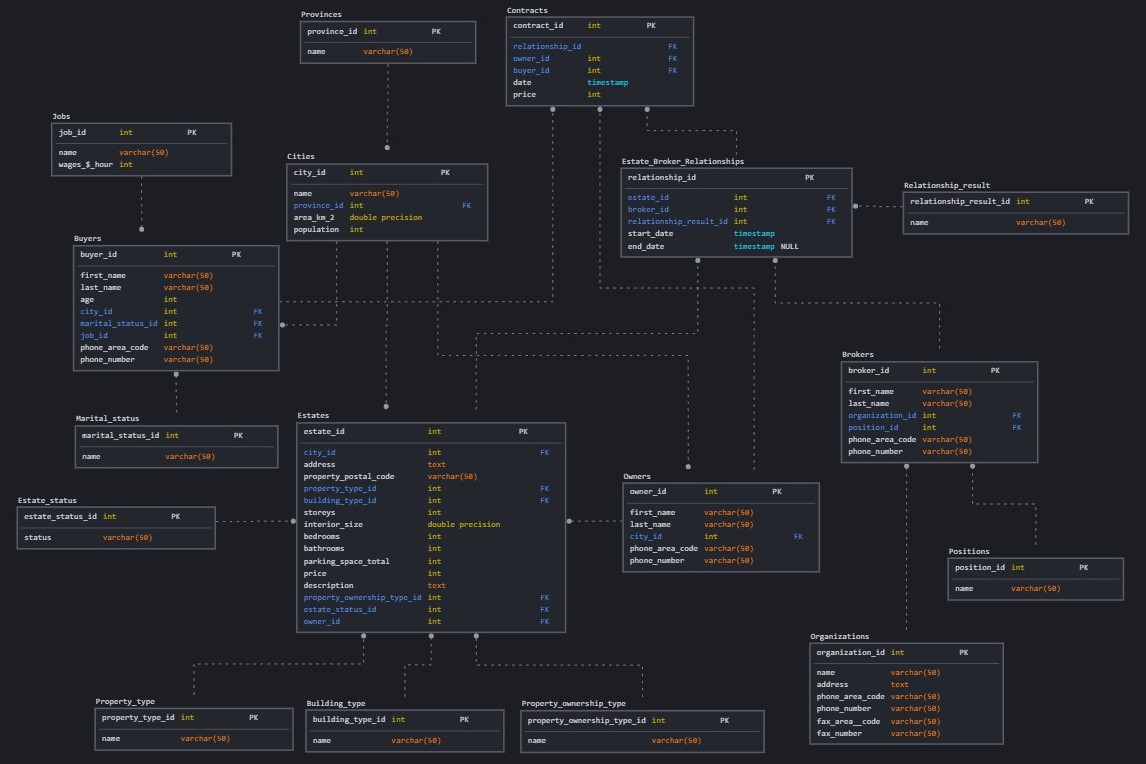 Provinces
province_id int PK
name varchar(50)
Contracts
contract_id int PK
relationship_id FK
owner_id int FK
buyer_id int FK
date timestamp
price int
Jobs
job_id int PK
name varchar(50)
wages_$_hour int
Cities
city_id int PK
name varchar(50)
province_id int FK
area_km_2 double precision
population int
Estate_Broker_Relationships
relationship_id PK
estate_id int FK
broker_id int FK
relationship_result_id int FK
start_date timestamp
end_date timestamp NULL
Relationship_result
relationship_result_id int PK
name varchar(50)
Buyers
buyer_id int PK
first_name varchar(50)
last_name varchar(50)
age int
city_id int FK
marital_status_id int FK
job_id int FK
phone_area_code varchar(50)
phone_number varchar(50)
Marital_status
marital_status_id int PK
name varchar(50)
Estates
estate_id int PK
city_id int FK
address text
property_postal_code varchar(50)
property_type_id int FK
building_type_id int FK
storeys int
interior_size double precision
bedrooms int
bathrooms int
parking_space_total int
price int
description text
property_ownership_type_id int FK
estate_status_id int FK
owner_id int FK
Brokers
broker_id int PK
first_name varchar(50)
last_name varchar(50)
organization_id int FK
position_id int FK
phone_area_code varchar(50)
phone_number varchar(50)
Estate_status
estate_status_id int PK
status varchar(50)
Owners
owner_id int PK
first_name varchar(50)
last_name varchar(50)
city_id int FK
phone_area_code varchar(50)
phone_number varchar(50)
Positions
position_id int PK
name varchar(50)
Organizations
organization_id int PK
name varchar(50)
address text
phone_area_code varchar(50)
phone_number varchar(50)
fax_area__code varchar(50)
fax_number varchar(50)
Property_type
property_type_id int PK
name varchar(50)
Building_type
building_type_id int PK
name varchar(50)
Property_ownership_type
property_ownership_type_id int PK
name varchar(50)